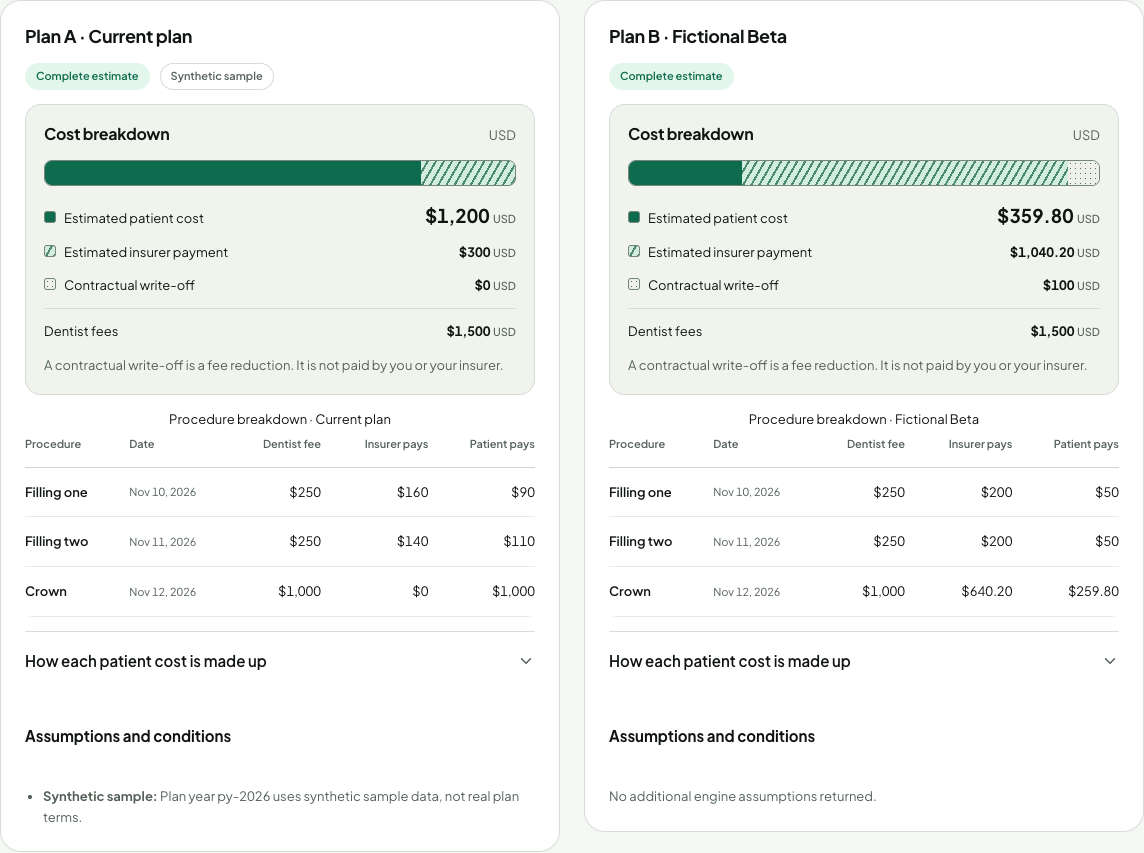 Plan A · Current plan
Complete estimate
Synthetic sample
Cost breakdown
USD
Estimated patient cost
$1,200 USD
Estimated insurer payment
$300 USD
Contractual write-off
$0 USD
Dentist fees
$1,500 USD
A contractual write-off is a fee reduction. It is not paid by you or your insurer.
Procedure breakdown · Current plan
Procedure Date Dentist fee Insurer pays Patient pays
Filling one Nov 10, 2026 $250 $160 $90
Filling two Nov 11, 2026 $250 $140 $110
Crown Nov 12, 2026 $1,000 $0 $1,000
How each patient cost is made up
Assumptions and conditions
• Synthetic sample: Plan year py-2026 uses synthetic sample data, not real plan
terms.
Plan B · Fictional Beta
Complete estimate
Cost breakdown
USD
Estimated patient cost
$359.80 USD
Estimated insurer payment
$1,040.20 USD
Contractual write-off
$100 USD
Dentist fees
$1,500 USD
A contractual write-off is a fee reduction. It is not paid by you or your insurer.
Procedure breakdown · Fictional Beta
Procedure Date Dentist fee Insurer pays Patient pays
Filling one Nov 10, 2026 $250 $200 $50
Filling two Nov 11, 2026 $250 $200 $50
Crown Nov 12, 2026 $1,000 $640.20 $259.80
How each patient cost is made up
Assumptions and conditions
No additional engine assumptions returned.